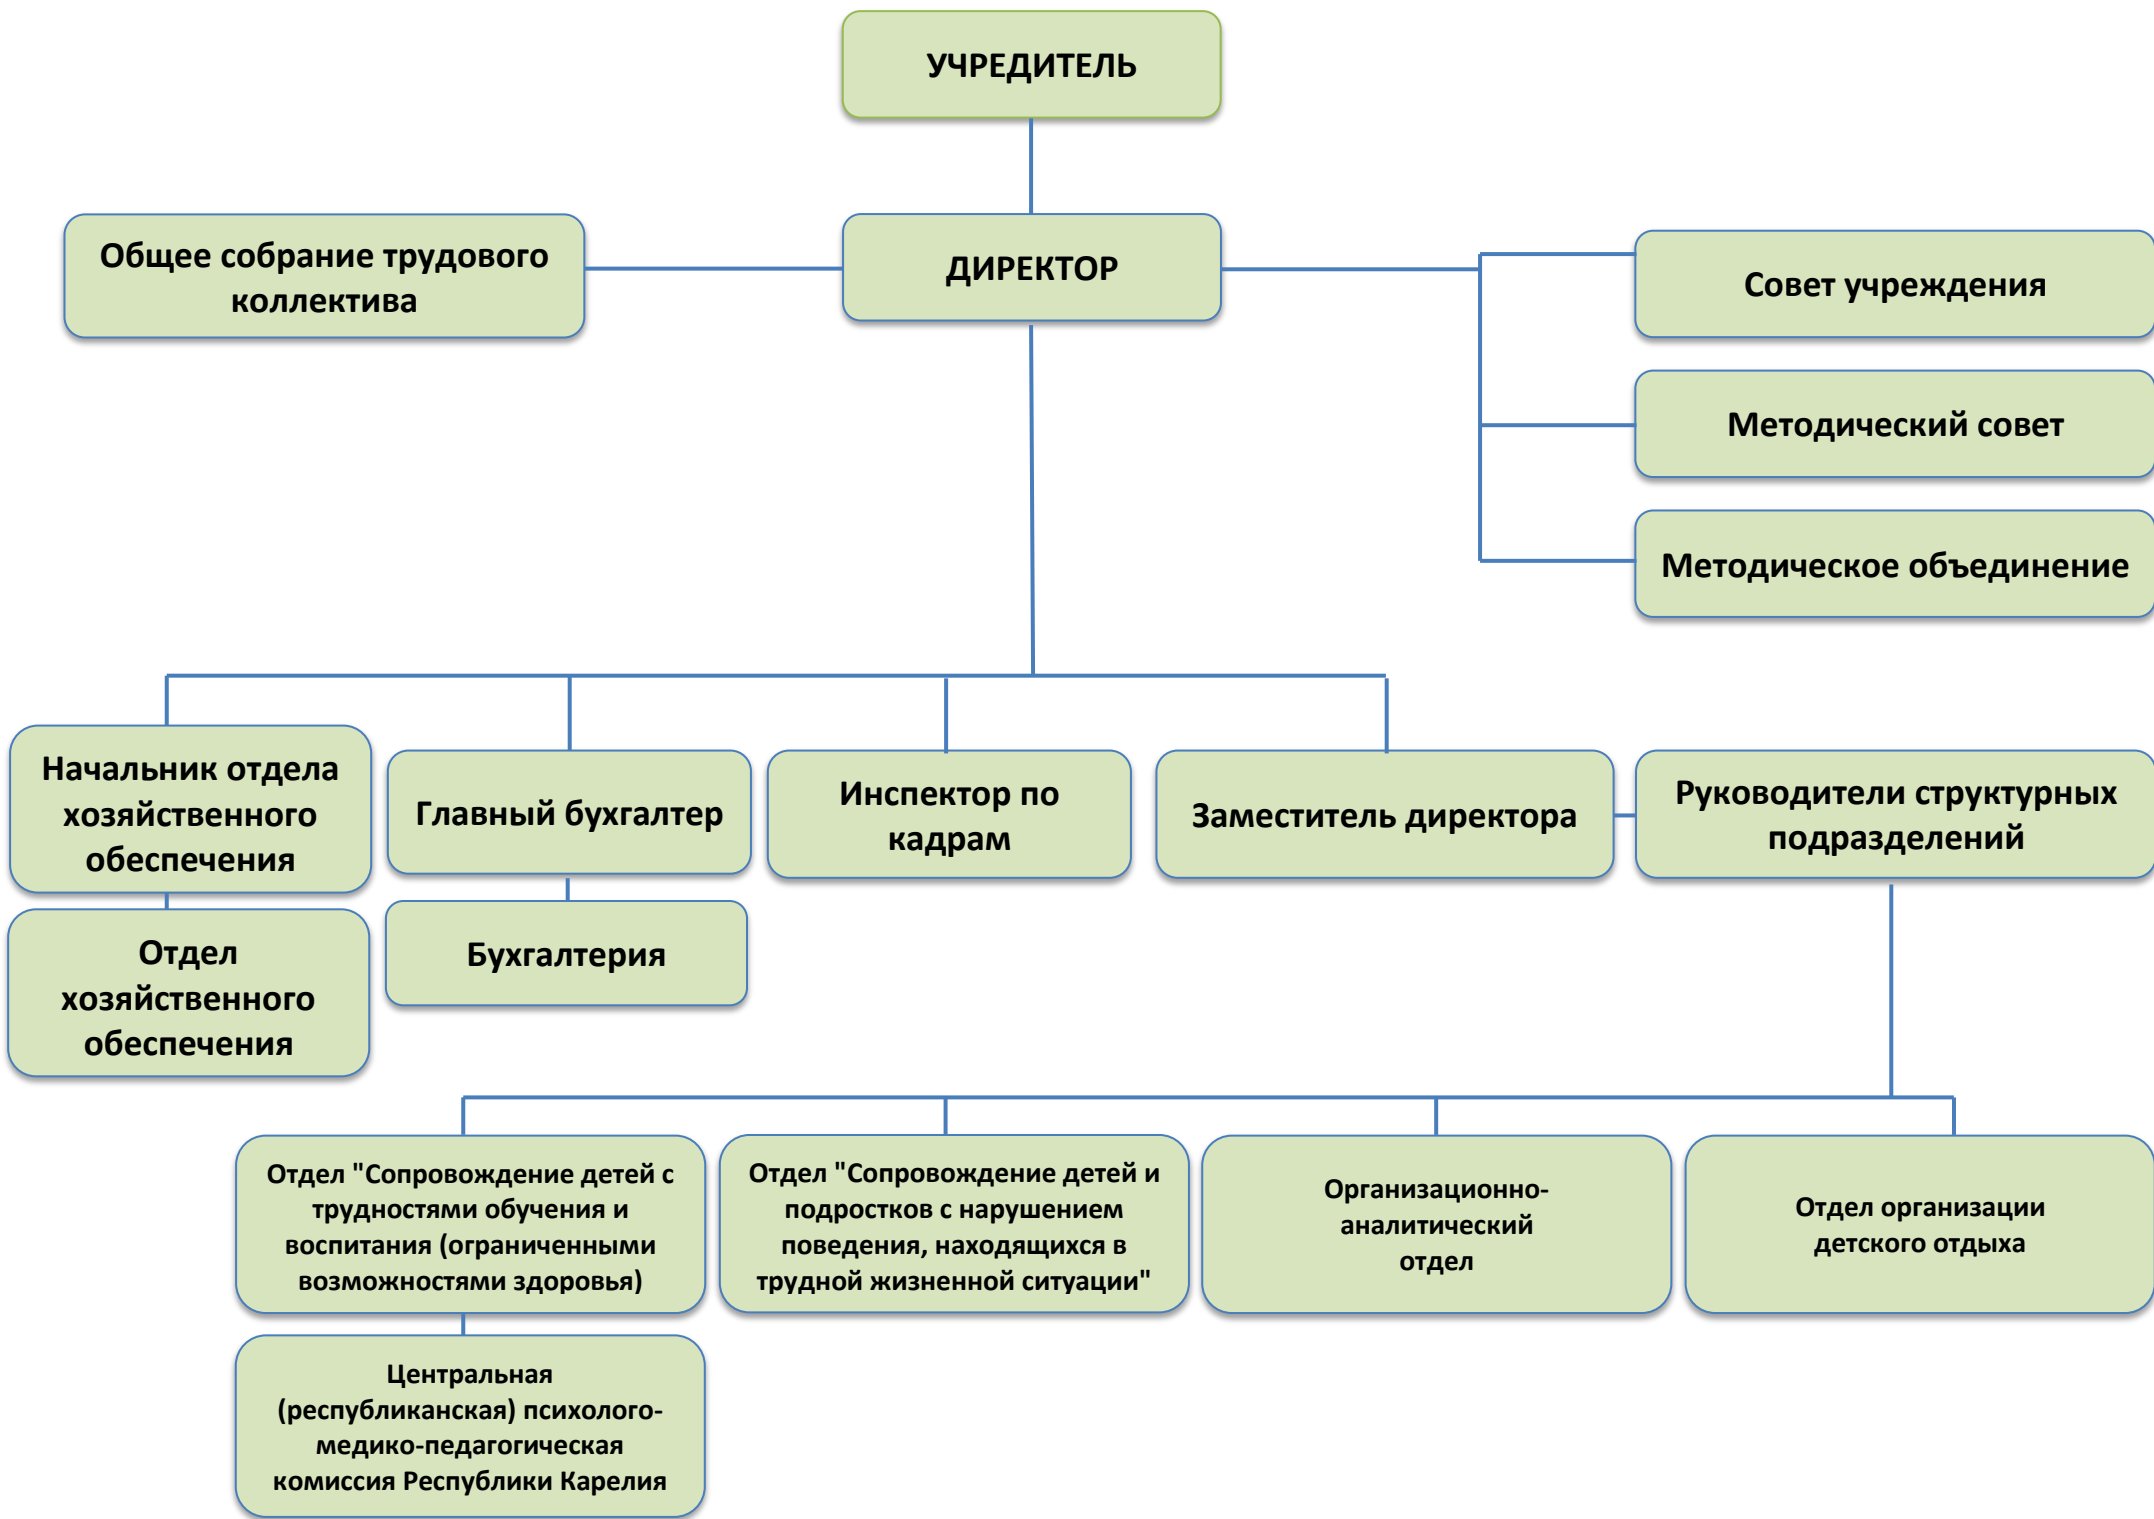 УЧРЕДИТЕЛЬ
Общее собрание трудового
коллектива
ДИРЕКТОР
Совет учреждения
Методический совет
Методическое объединение
Начальник отдела
хозяйственного
обеспечения
Главный бухгалтер
Инспектор по
кадрам
Заместитель директора
Руководители структурных
подразделений
Отдел
хозяйственного
обеспечения
Бухгалтерия
Отдел "Сопровождение детей с
трудностями обучения и
воспитания (ограниченными
возможностями здоровья)
Отдел "Сопровождение детей и
подростков с нарушением
поведения, находящихся в
трудной жизненной ситуации"
Организационно-
аналитический
отдел
Отдел организации
детского отдыха
Центральная
(республиканская) психолого-
медико-педагогическая
комиссия Республики Карелия